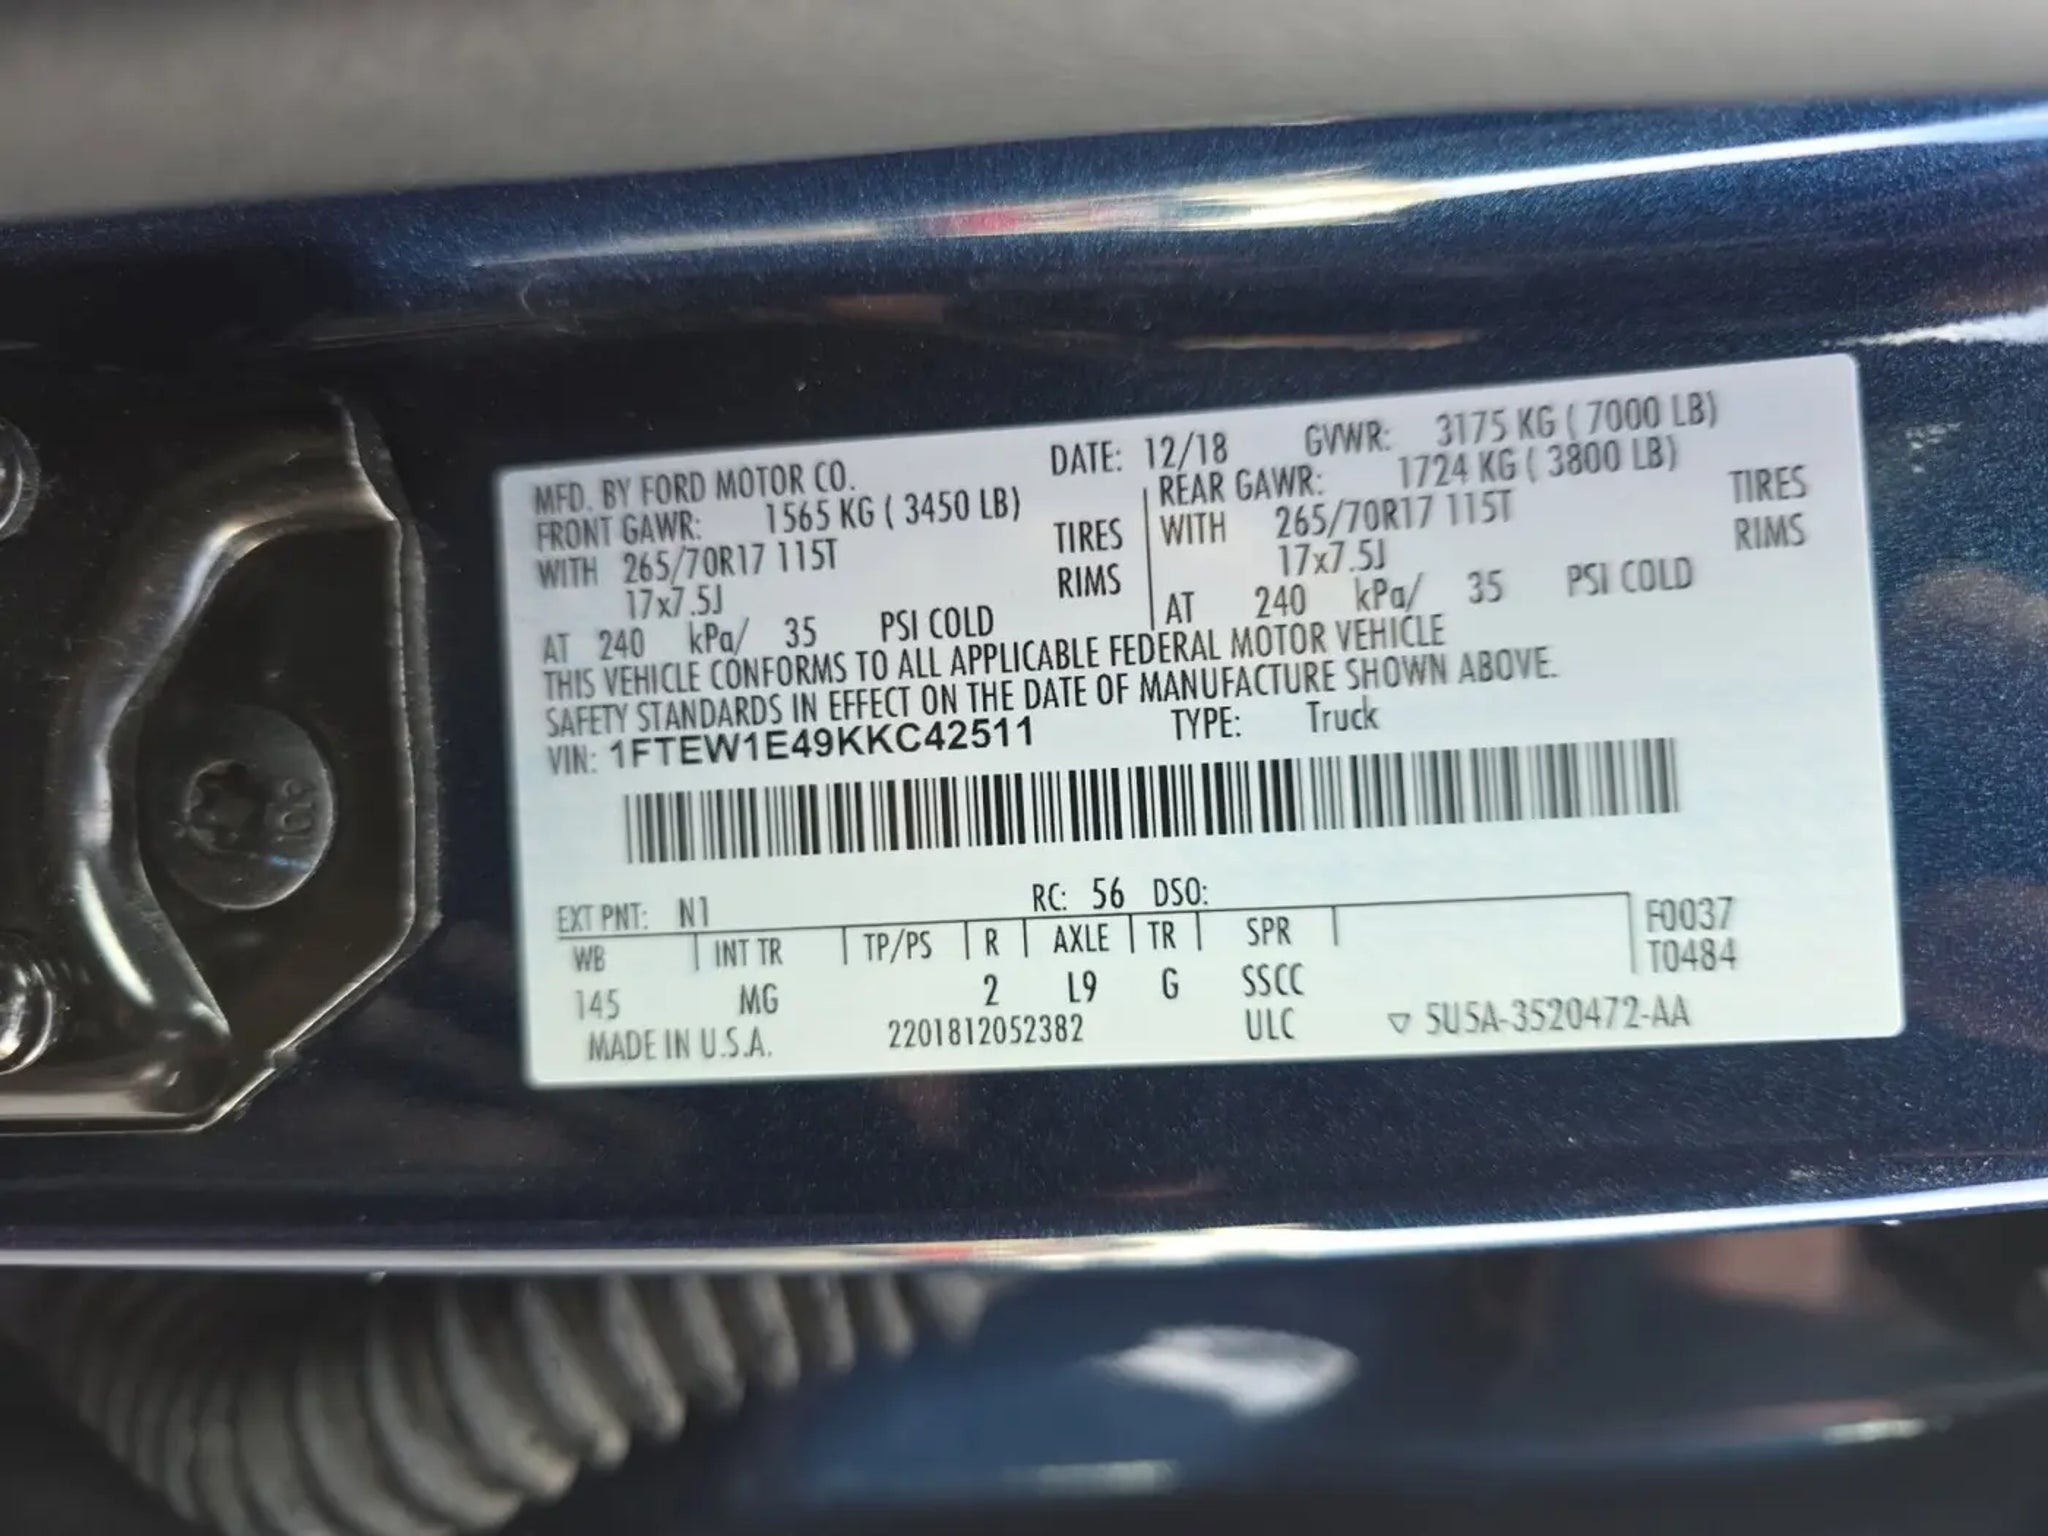 MFD. BY FORD MOTOR CO. DATE: 12/18 GVWR: 3175 KG ( 7000 LB)
FRONT GAWR: 1565 KG ( 3450 LB) REAR GAWR: 1724 KG ( 3800 LB)
WITH 265/70R17 115T TIRES WITH 265/70R17 115T TIRES
17x7.5J RIMS 17x7.5J RIMS
AT 240 kPa/ 35 PSI COLD AT 240 kPa/ 35 PSI COLD
THIS VEHICLE CONFORMS TO ALL APPLICABLE FEDERAL MOTOR VEHICLE
SAFETY STANDARDS IN EFFECT ON THE DATE OF MANUFACTURE SHOWN ABOVE.
VIN: 1FTEW1E49KKC42511 TYPE: Truck
EXT PNT: N1 RC: 56 DSO:
WB INT TR TP/PS R AXLE TR SPR F0037
T0484
145 MG 2 L9 G SSCC
MADE IN U.S.A. 2201812052382 ULC ▽ 5U5A-3520472-AA